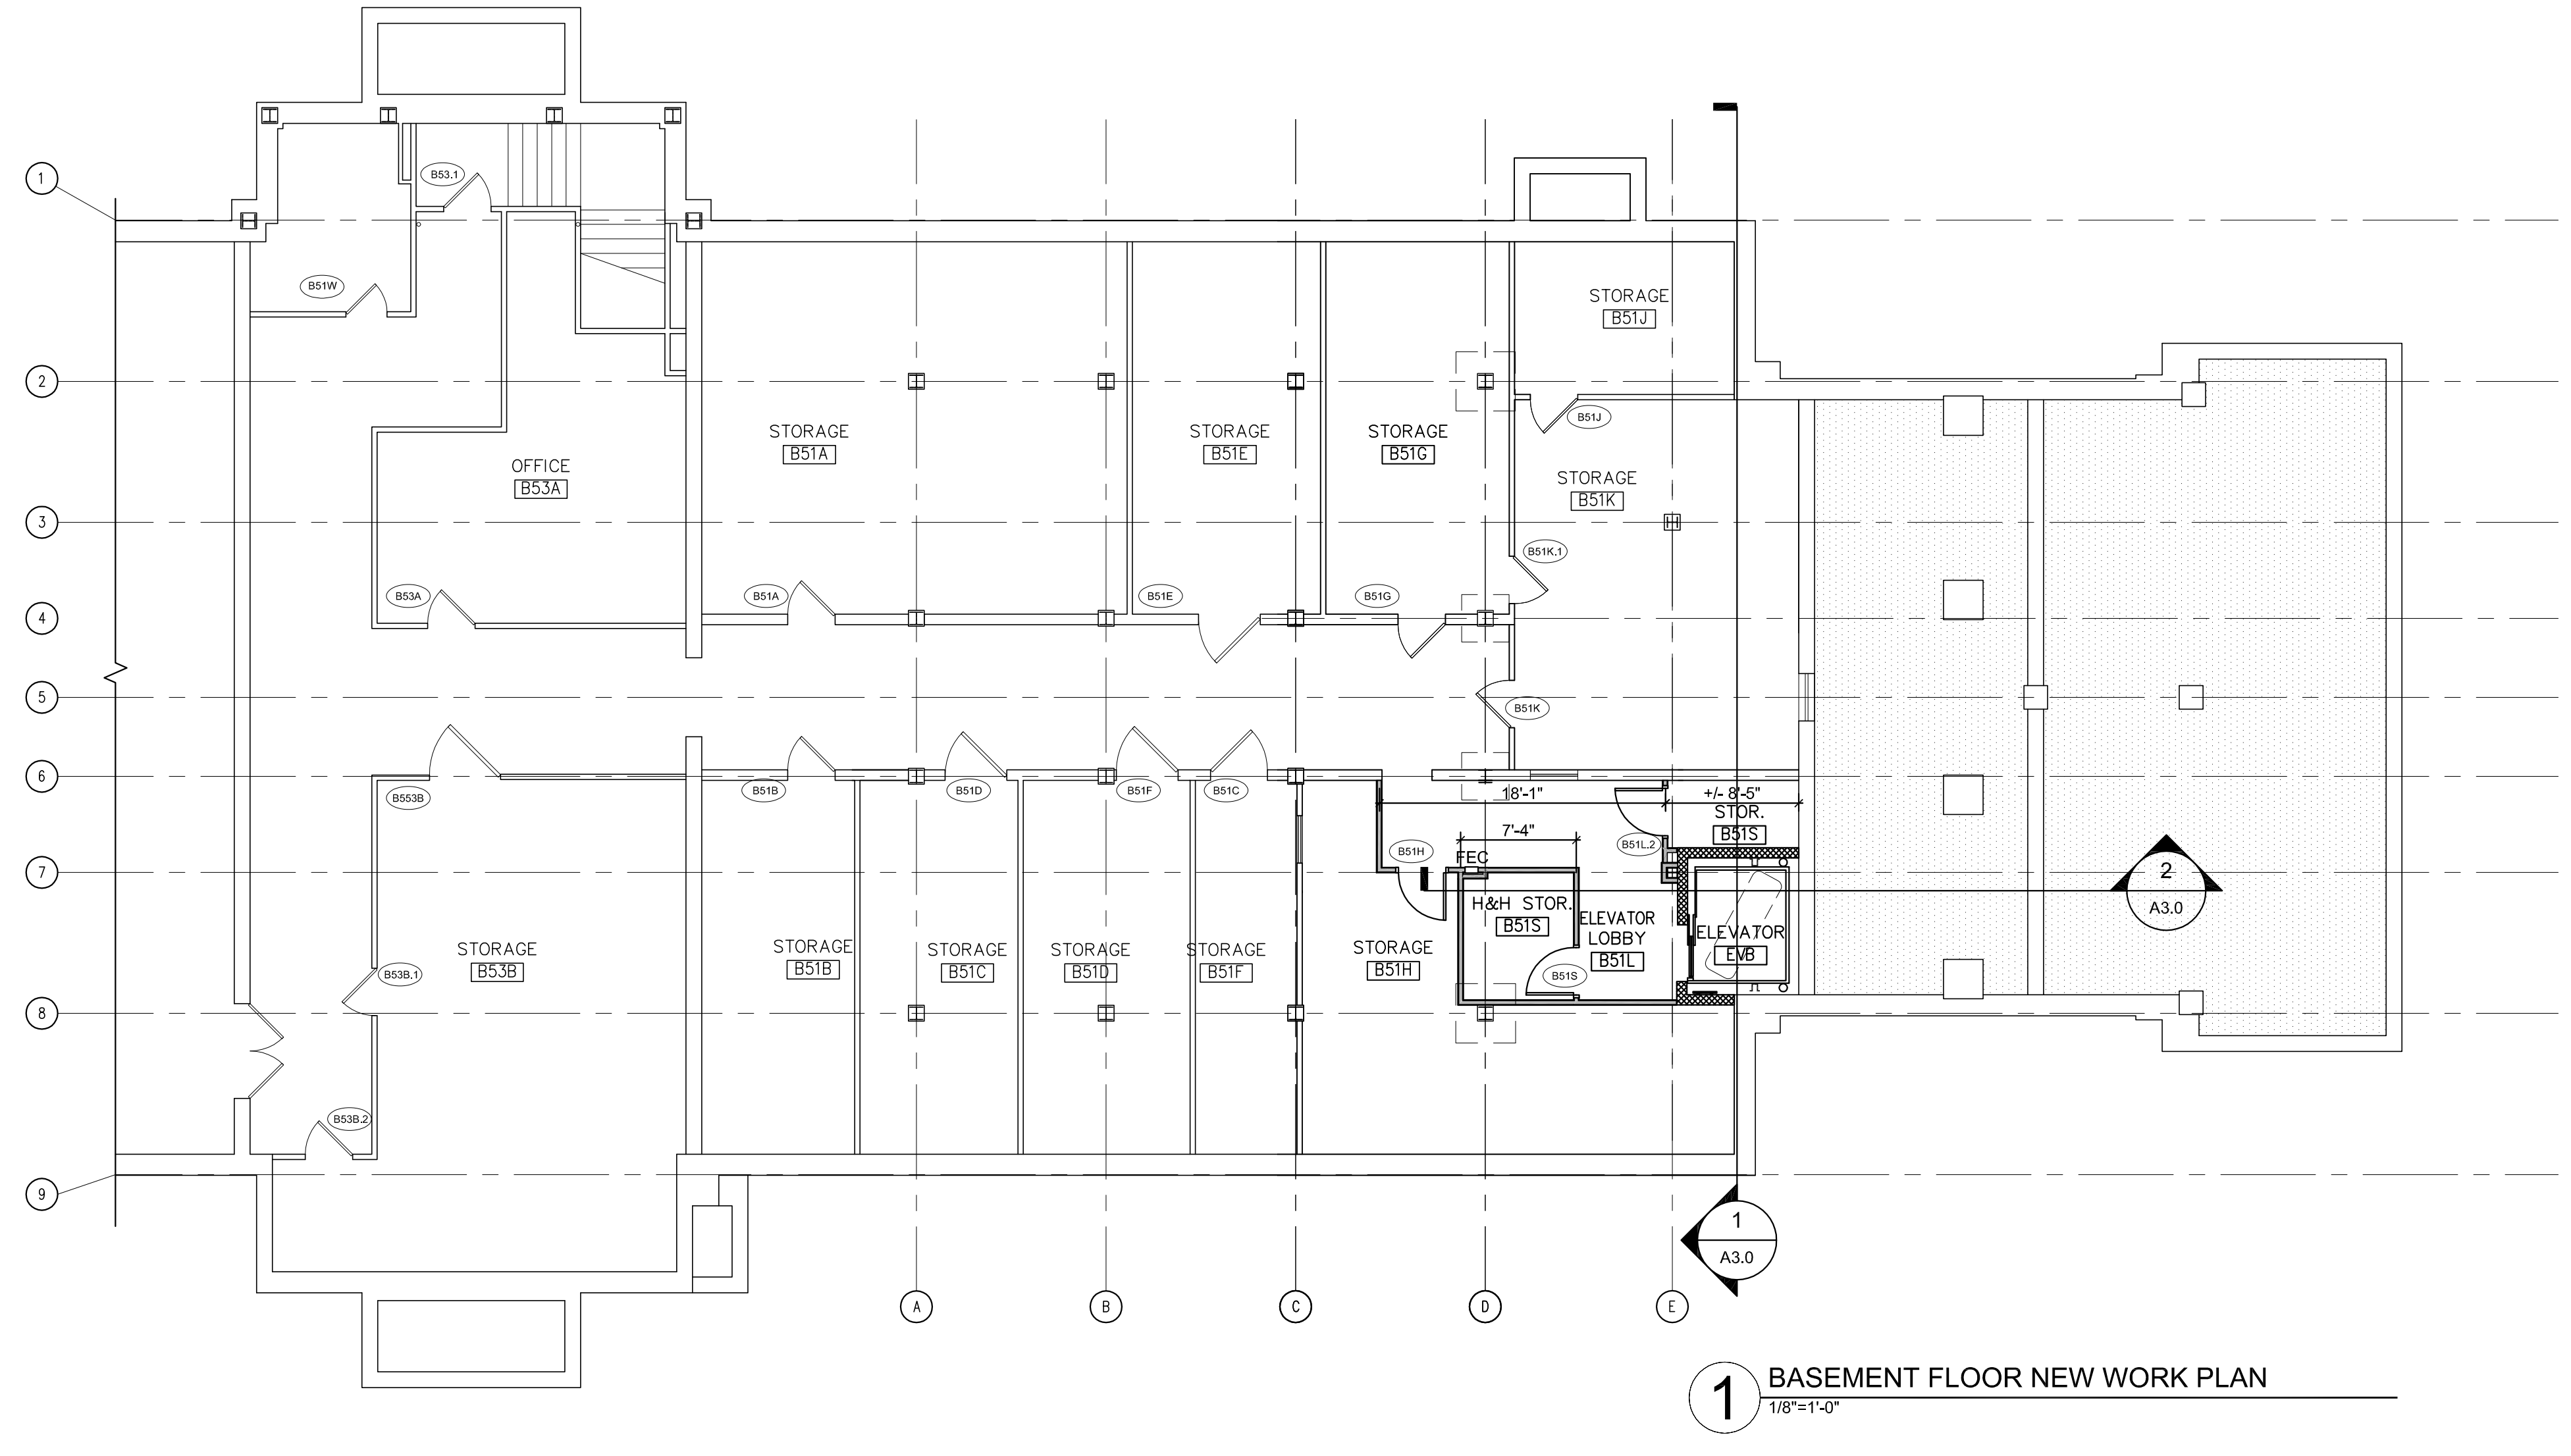 1
B53.1
B51W
STORAGE
B51J
2
B51J
STORAGE
B51A
STORAGE
B51E
STORAGE
B51G
OFFICE
B53A
STORAGE
B51K
3
B51K.1
B53A
B51A
B51E
B51G
4
5
B51K
6
B553B
B51B
B51D
B51F
B51C
18'-1"
+/- 8'-5"
STOR.
B51S
7'-4"
B51L.2
B51H
FEC
7
2
A3.0
H&H STOR.
B51S
ELEVATOR
LOBBY
B51L
ELEVATOR
EVB
STORAGE
B53B
STORAGE
B51B
STORAGE
B51C
STORAGE
B51D
STORAGE
B51F
STORAGE
B51H
B53B.1
B51S
8
B53B.2
9
1
A3.0
A
B
C
D
E
1
BASEMENT FLOOR NEW WORK PLAN
1/8"=1'-0"